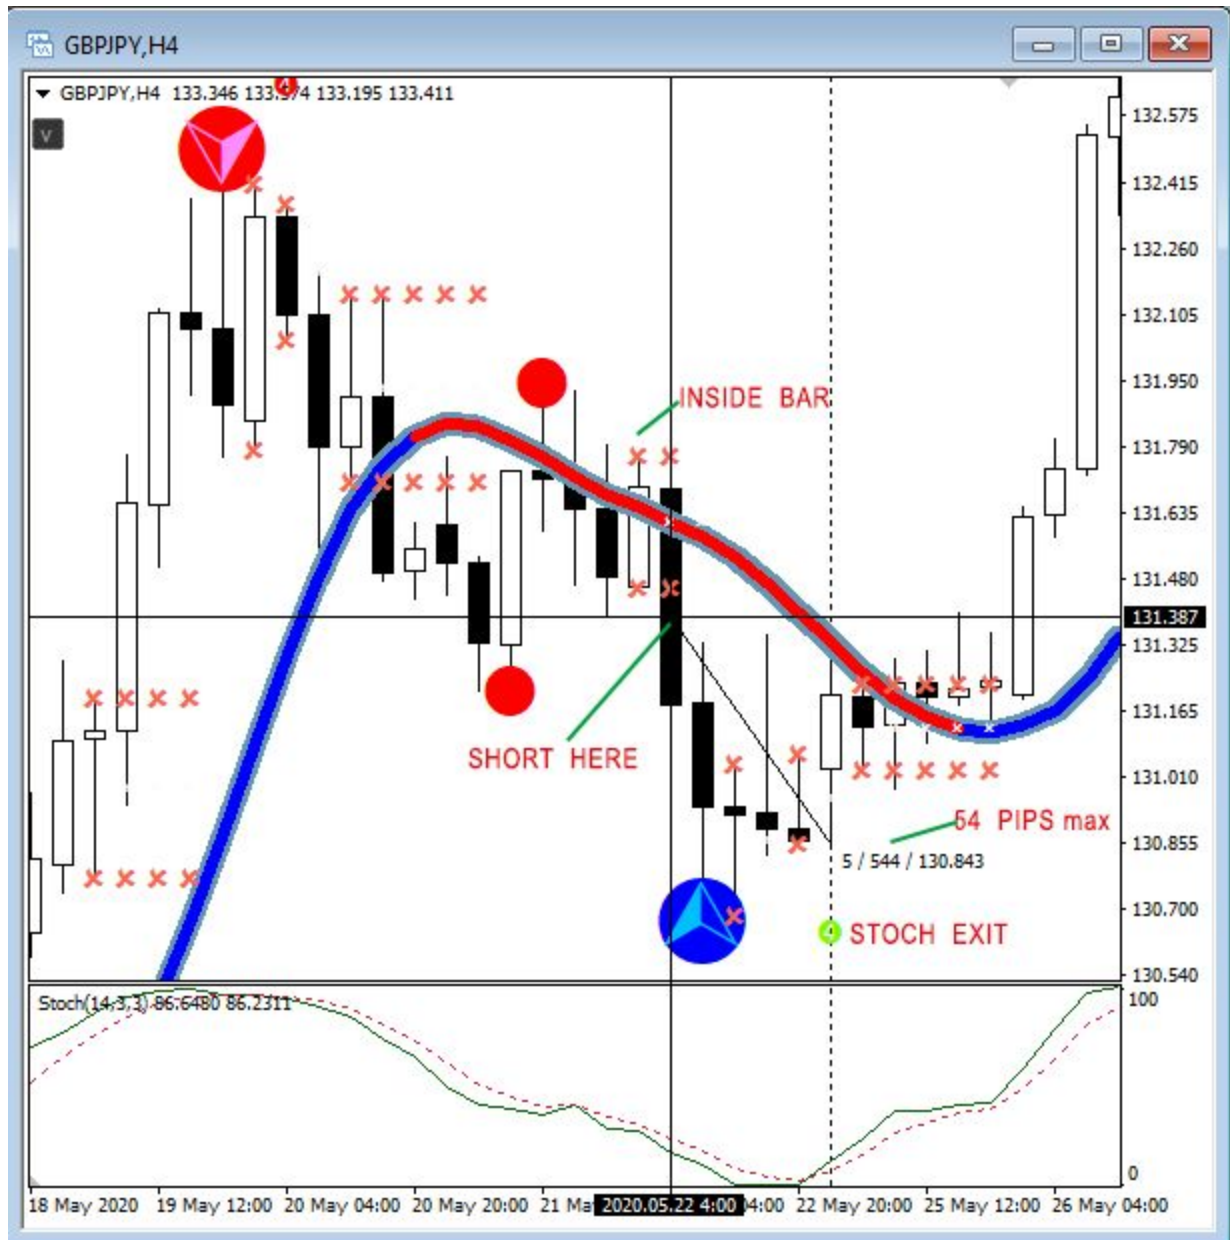 GBPJPY,H4
GBPJPY,H4 133.346 133.574 133.195 133.411
4
v
132.575
132.415
132.260
132.105
131.950
INSIDE BAR
131.790
131.635
131.480
131.387
131.325
131.165
SHORT HERE
131.010
54 PIPS max
130.855
5 / 544 / 130.843
130.700
4 STOCH EXIT
130.540
Stoch(14,3,3) 86.6480 86.2311
100
0
18 May 2020 19 May 12:00 20 May 04:00 20 May 20:00 21 Ma 2020.05.22 4:00 04:00 22 May 20:00 25 May 12:00 26 May 04:00